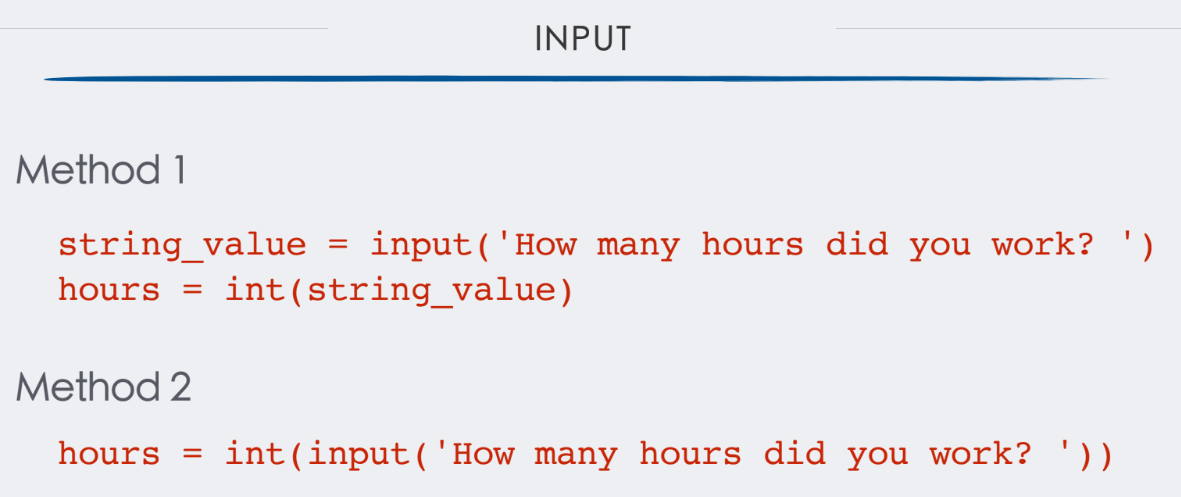 INPUT
Method 1
string_value = input('How many hours did you work? ')
hours = int(string_value)
Method 2
hours = int(input('How many hours did you work? '))